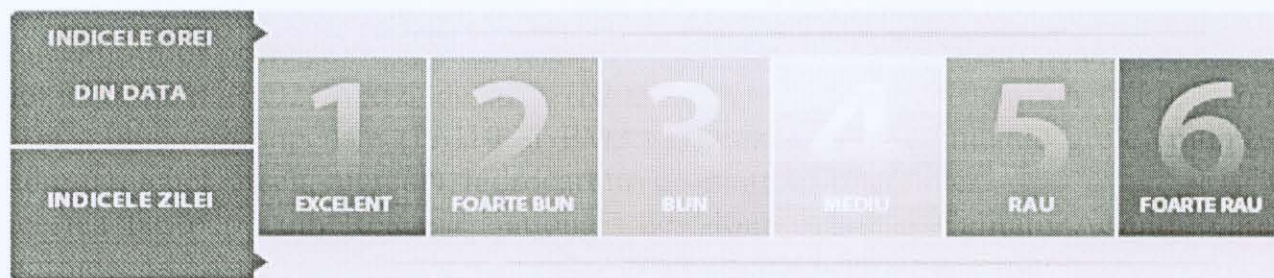 INDICELE OREI
DIN DATA
INDICELE ZILEI
1
EXCELENT
2
FOARTE BUN
3
BUN
4
MEDIU
5
RAU
6
FOARTE RAU